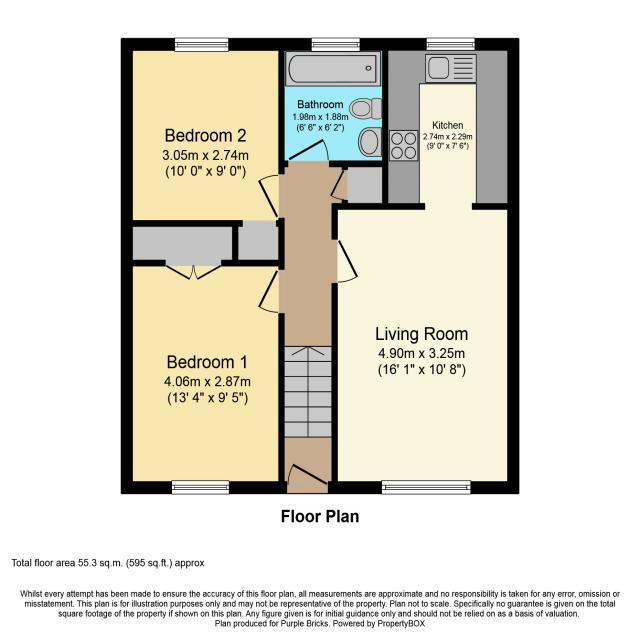 Bathroom
1.98m x 1.88m
(6' 6" x 6' 2")
Kitchen
2.74m x 2.29m
(9' 0" x 7' 6")
Bedroom 2
3.05m x 2.74m
(10' 0" x 9' 0")
Living Room
4.90m x 3.25m
(16' 1" x 10' 8")
Bedroom 1
4.06m x 2.87m
(13' 4" x 9' 5")
Floor Plan
Total floor area 55.3 sq.m. (595 sq.ft.) approx
Whilst every attempt has been made to ensure the accuracy of this floor plan, all measurements are approximate and no responsibility is taken for any error, omission or
misstatement. This plan is for illustration purposes only and may not be representative of the property. Plan not to scale. Specifically no guarantee is given on the total
square footage of the property if shown on this plan. Any figure given is for initial guidance only and should not be relied on as a basis of valuation.
Plan produced for Purple Bricks. Powered by PropertyBOX